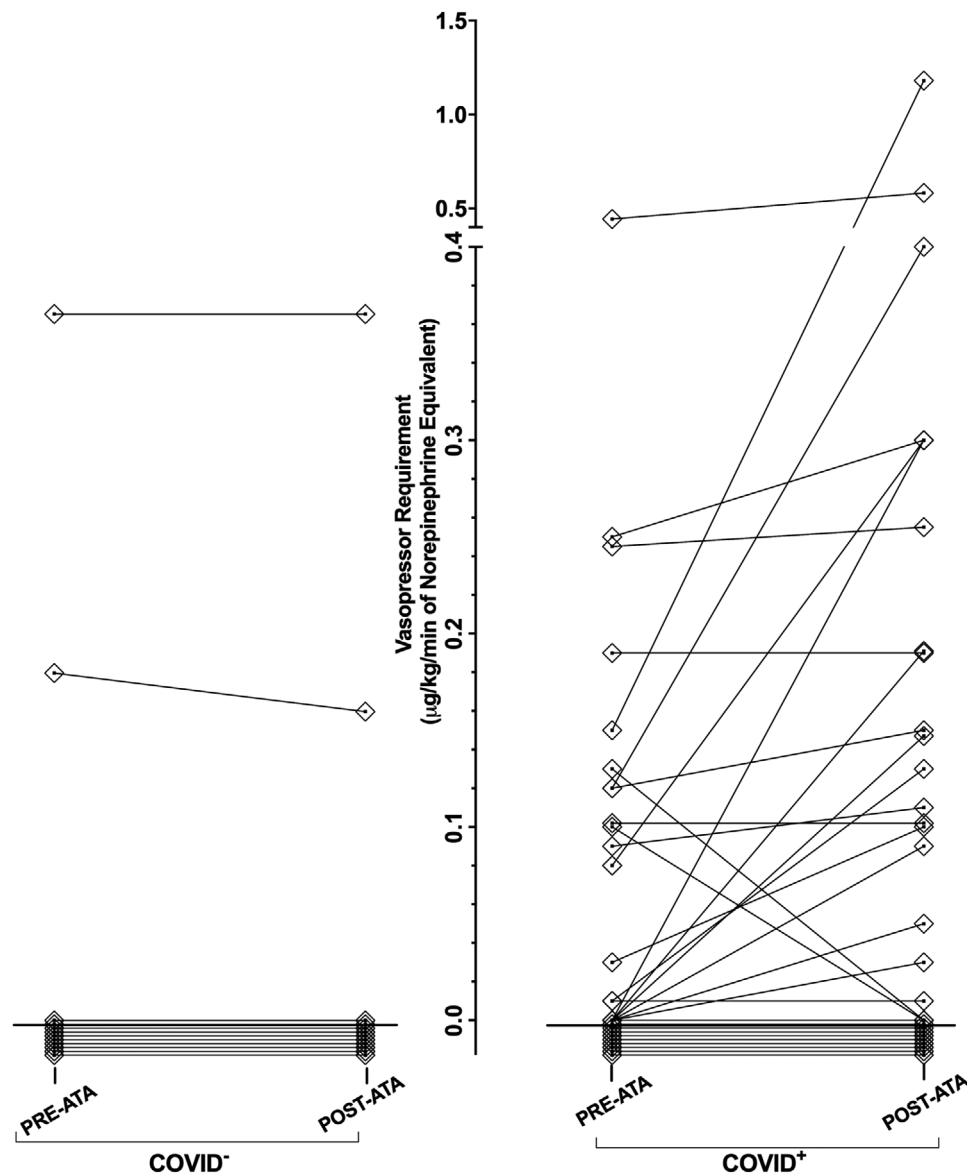 1.5
1.0
0.5
0.4
0.3
0.2
0.1
0.0
Vasopressor Requirement
(μg/kg/min of Norepinephrine Equivalent)
PRE-ATA
POST-ATA
COVID-
PRE-ATA
POST-ATA
COVID+